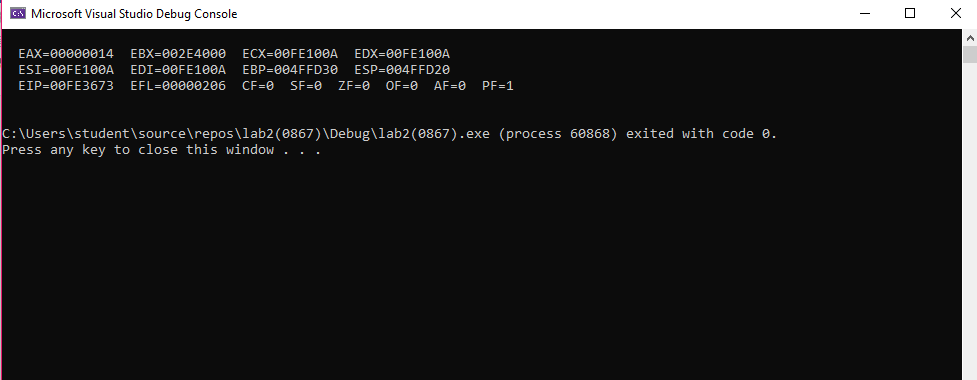 Microsoft Visual Studio Debug Console
EAX=00000014  EBX=002E4000  ECX=00FE100A  EDX=00FE100A
ESI=00FE100A  EDI=00FE100A  EBP=004FFD30  ESP=004FFD20
EIP=00FE3673  EFL=00000206  CF=0  SF=0  ZF=0  OF=0  AF=0  PF=1
C:\Users\student\source\repos\lab2(0867)\Debug\lab2(0867).exe (process 60868) exited with code 0.
Press any key to close this window . . .